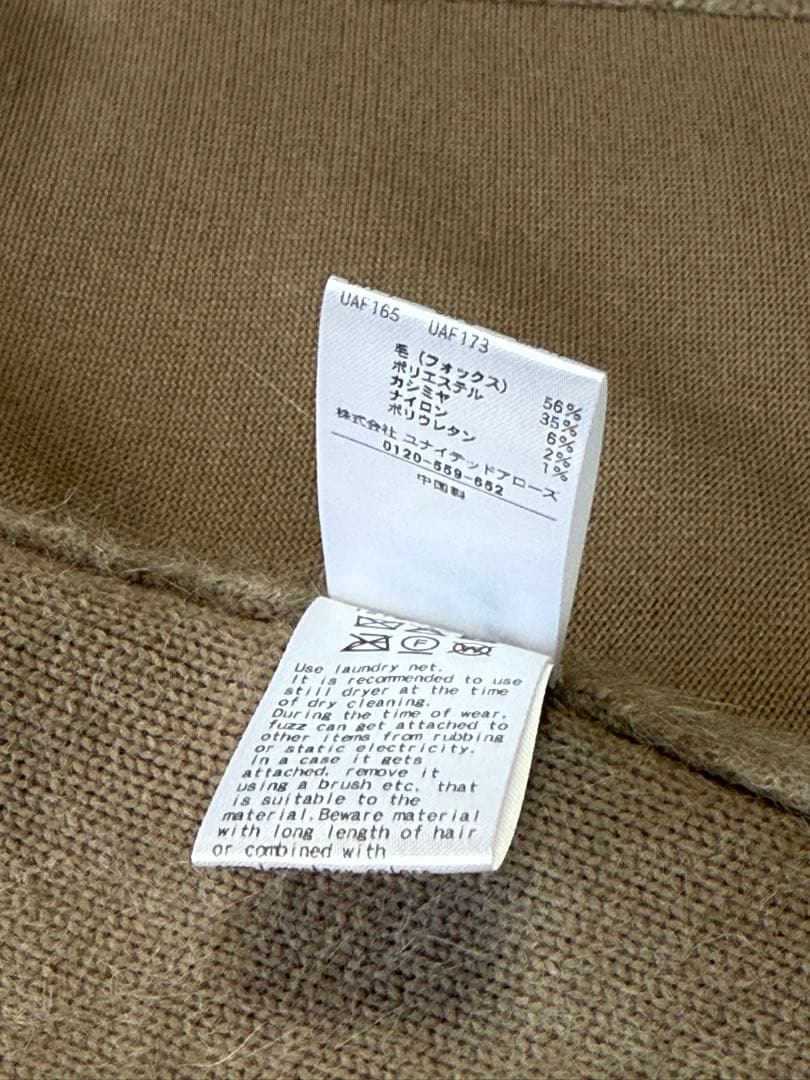 UAF165 UAF173
毛(フォックス) 56%
ポリエステル 35%
カシミヤ 6%
ナイロン 2%
ポリウレタン 1%
株式会社 ユナイテッドアローズ
0120-559-652
中国製
F
W
Use laundry net.
It is recommended to use
still dryer at the time
of dry cleaning.
During the time of wear,
fuzz can get attached to
other items from rubbing
or static electricity.
In a case it gets
attached, remove it
using a brush etc. that
is suitable to the
material.Beware material
with long length of hair
or combined with